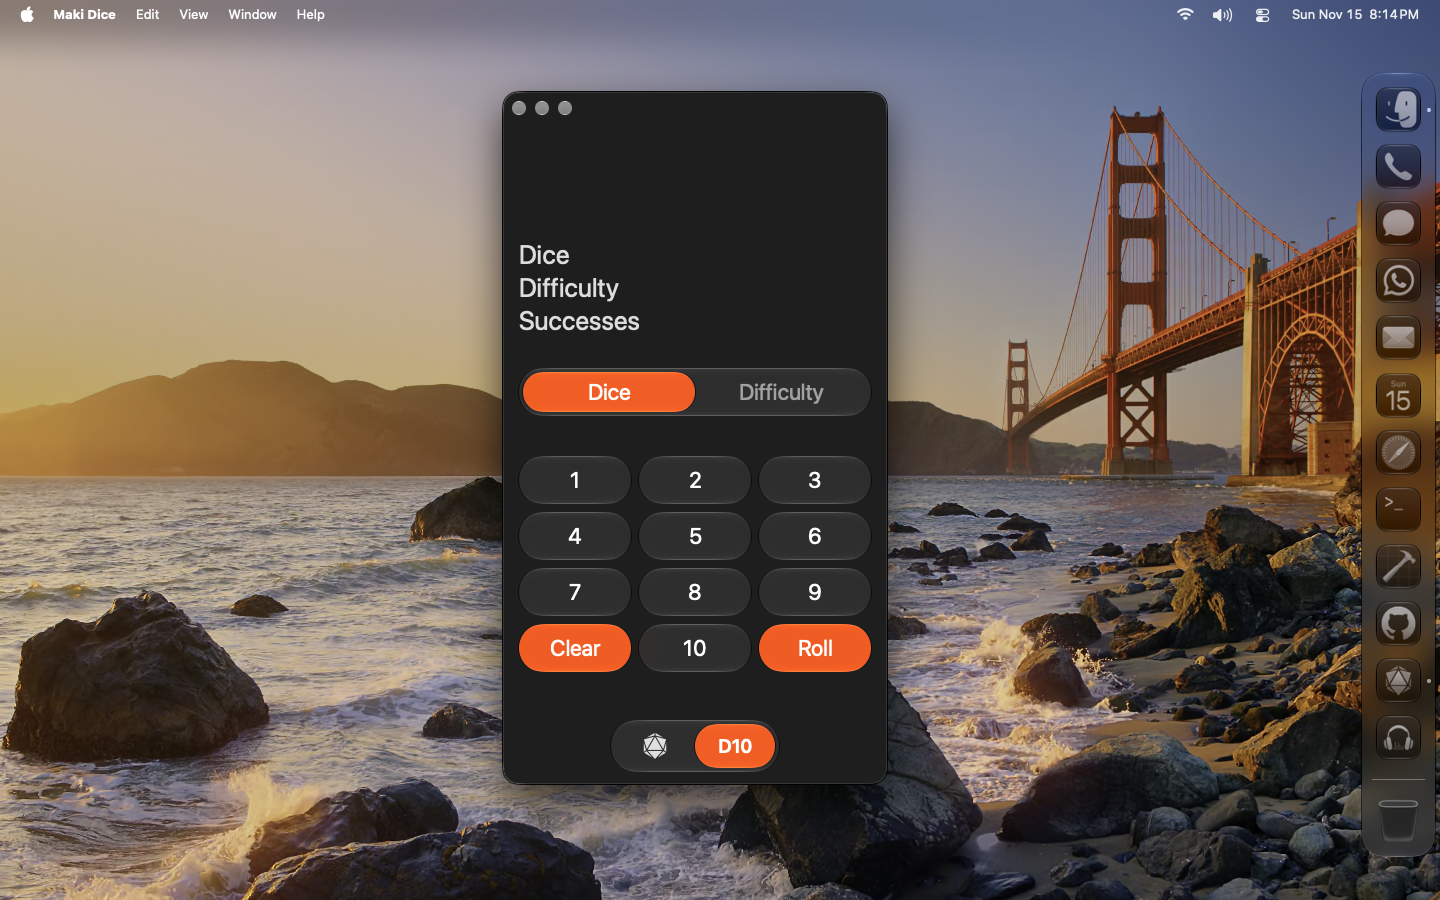 Maki Dice Edit View Window Help Sun Nov 15 8:14 PM
Dice
Difficulty
Successes
Dice Difficulty
1 2 3
4 5 6
7 8 9
Clear 10 Roll
D10
Sun
15
>_